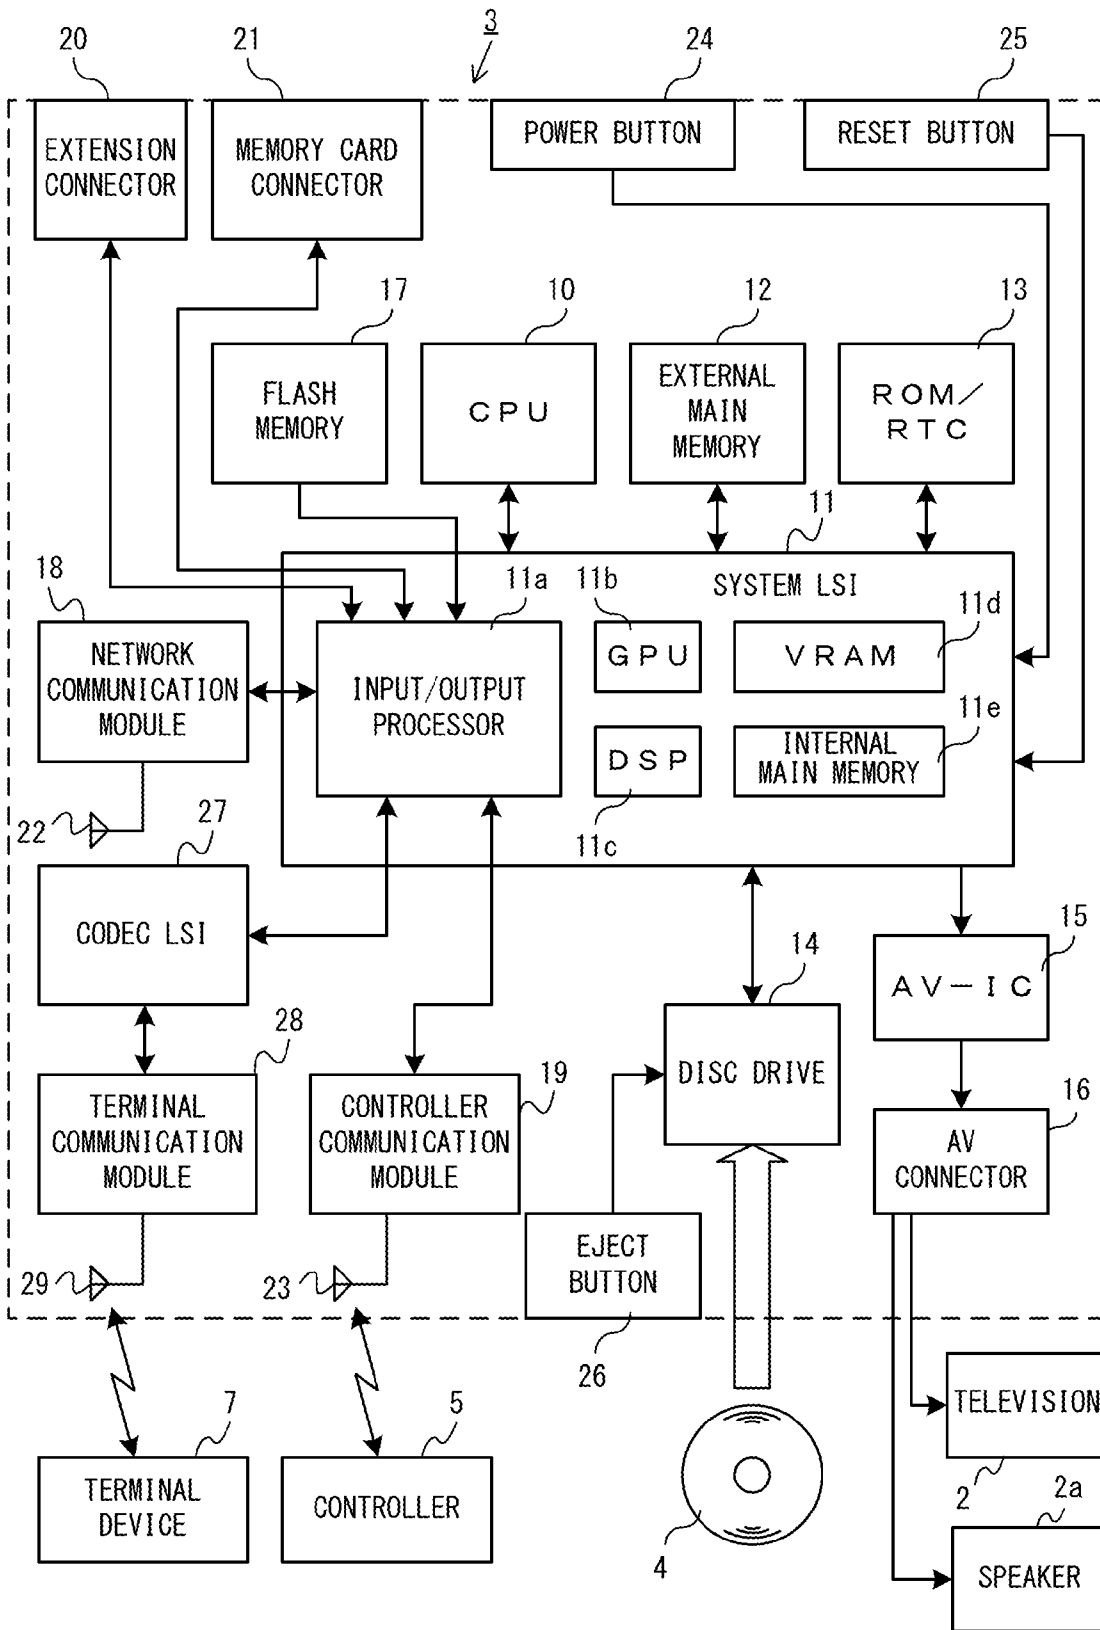 3
20
21
24
25
EXTENSION
CONNECTOR
MEMORY CARD
CONNECTOR
POWER BUTTON
RESET BUTTON
17
10
12
13
FLASH
MEMORY
CPU
EXTERNAL
MAIN
MEMORY
ROM/
RTC
11
SYSTEM LSI
18
11a
11b
11d
NETWORK
COMMUNICATION
MODULE
INPUT/OUTPUT
PROCESSOR
GPU
VRAM
11e
DSP
INTERNAL
MAIN MEMORY
22
27
11c
CODEC LSI
14
15
AV-IC
28
19
DISC DRIVE
16
TERMINAL
COMMUNICATION
MODULE
CONTROLLER
COMMUNICATION
MODULE
AV
CONNECTOR
29
23
EJECT
BUTTON
26
7
5
TELEVISION
2
TERMINAL
DEVICE
CONTROLLER
4
2a
SPEAKER